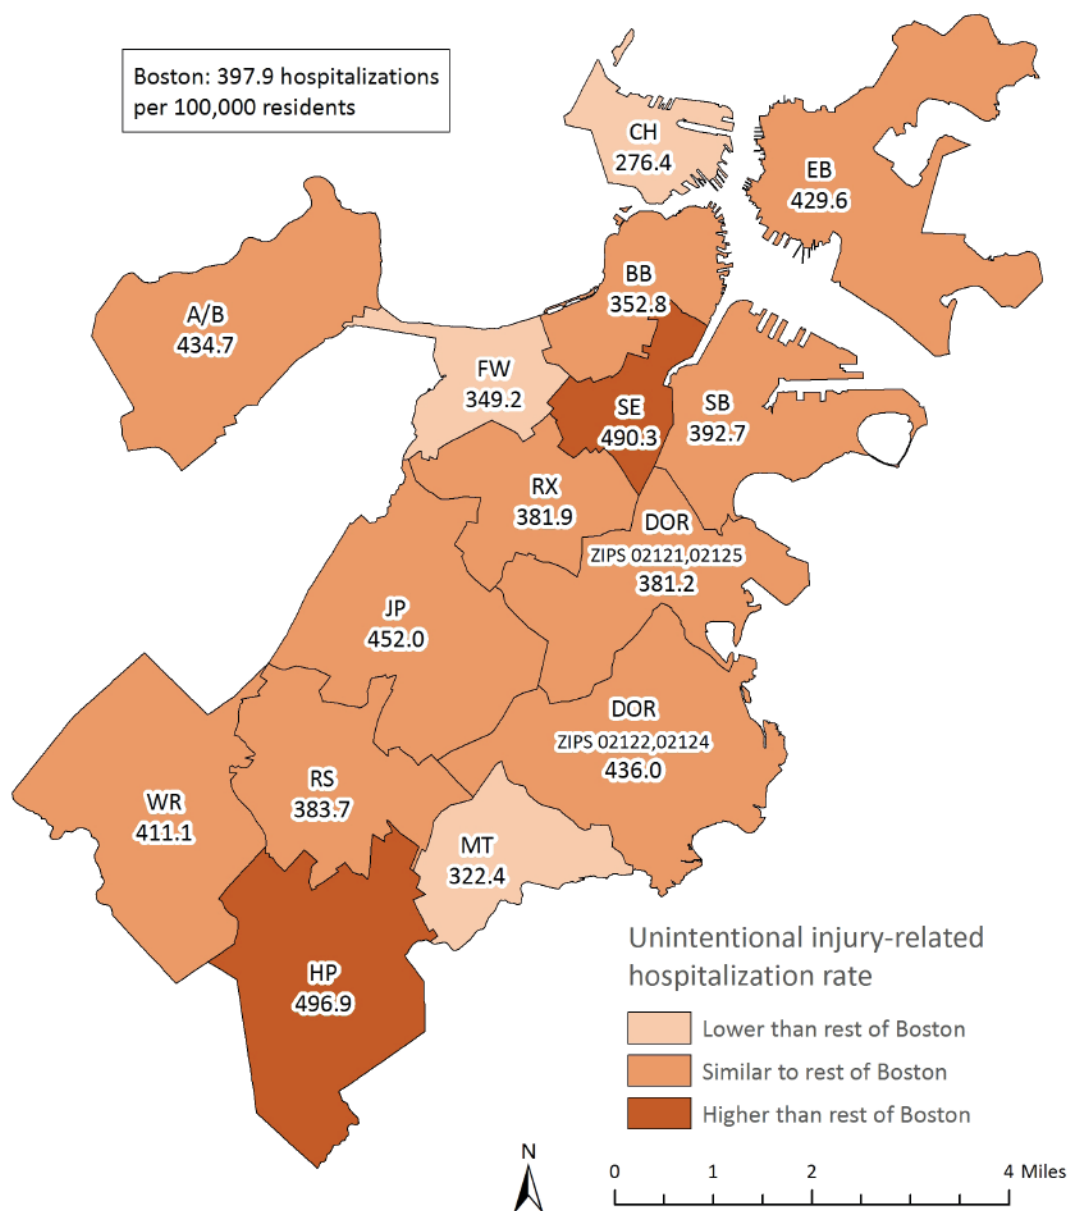 Boston: 397.9 hospitalizations
per 100,000 residents
CH
276.4
EB
429.6
BB
352.8
A/B
434.7
FW
349.2
SE
490.3
SB
392.7
RX
381.9
DOR
ZIPS 02121,02125
381.2
JP
452.0
DOR
ZIPS 02122,02124
436.0
RS
383.7
WR
411.1
MT
322.4
HP
496.9
Unintentional injury-related
hospitalization rate
Lower than rest of Boston
Similar to rest of Boston
Higher than rest of Boston
N
0 1 2 4 Miles